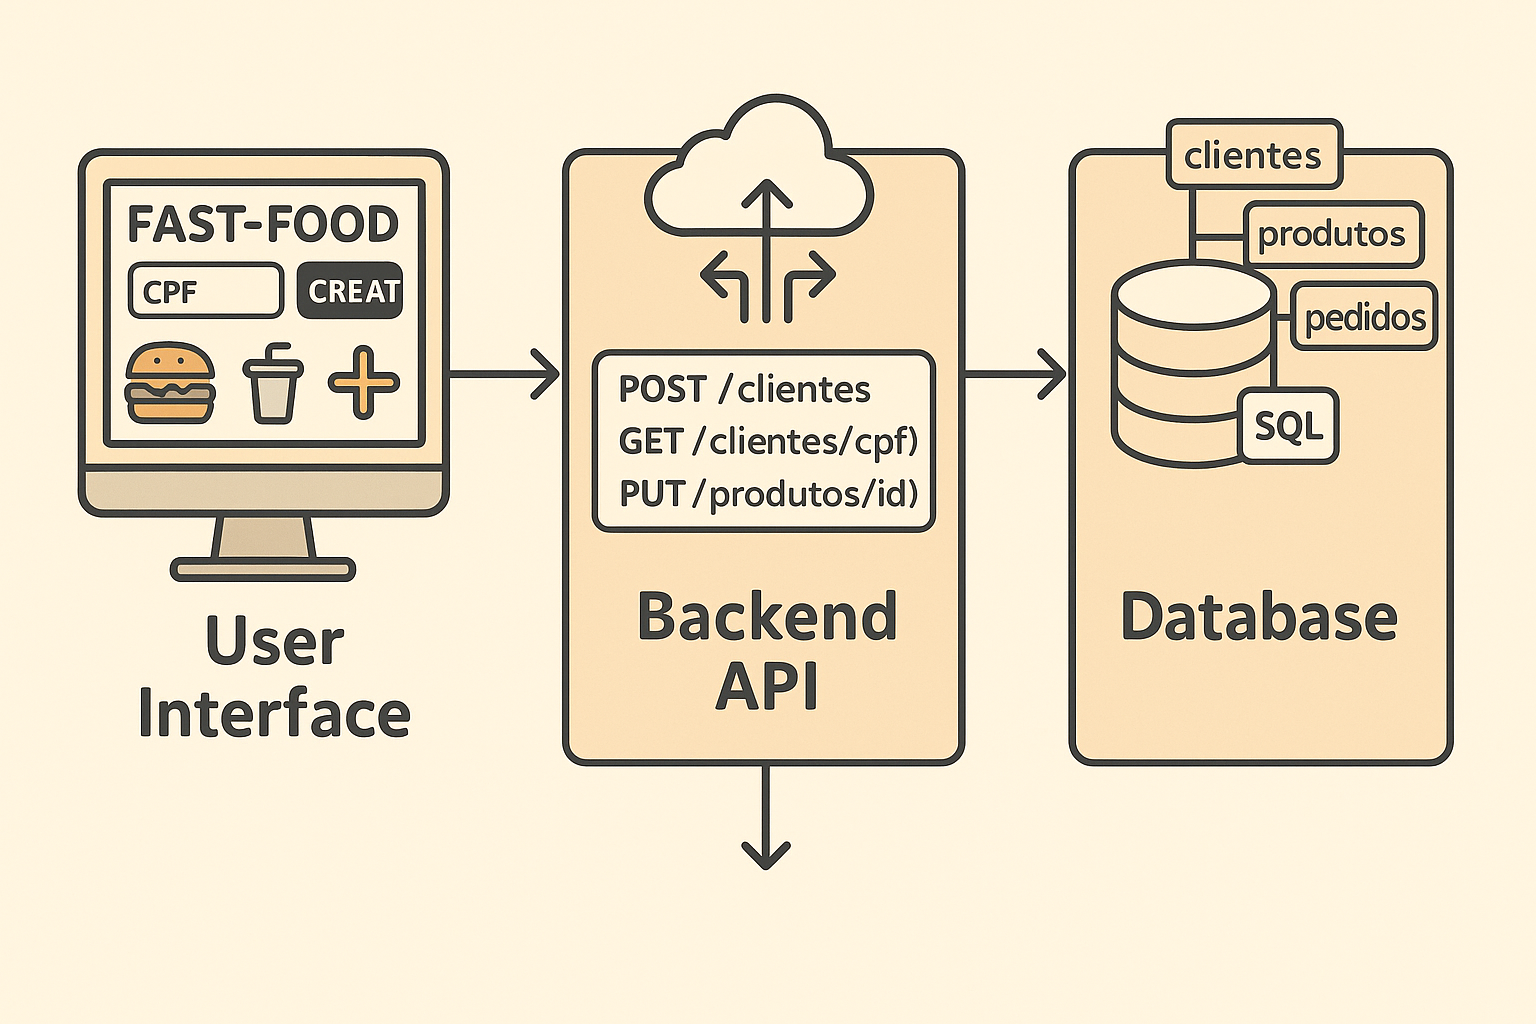 FAST-FOOD
CPF
CREAT
User
Interface
POST /clientes
GET /clientes/cpf)
PUT /produtos/id)
Backend
API
clientes
produtos
pedidos
SQL
Database